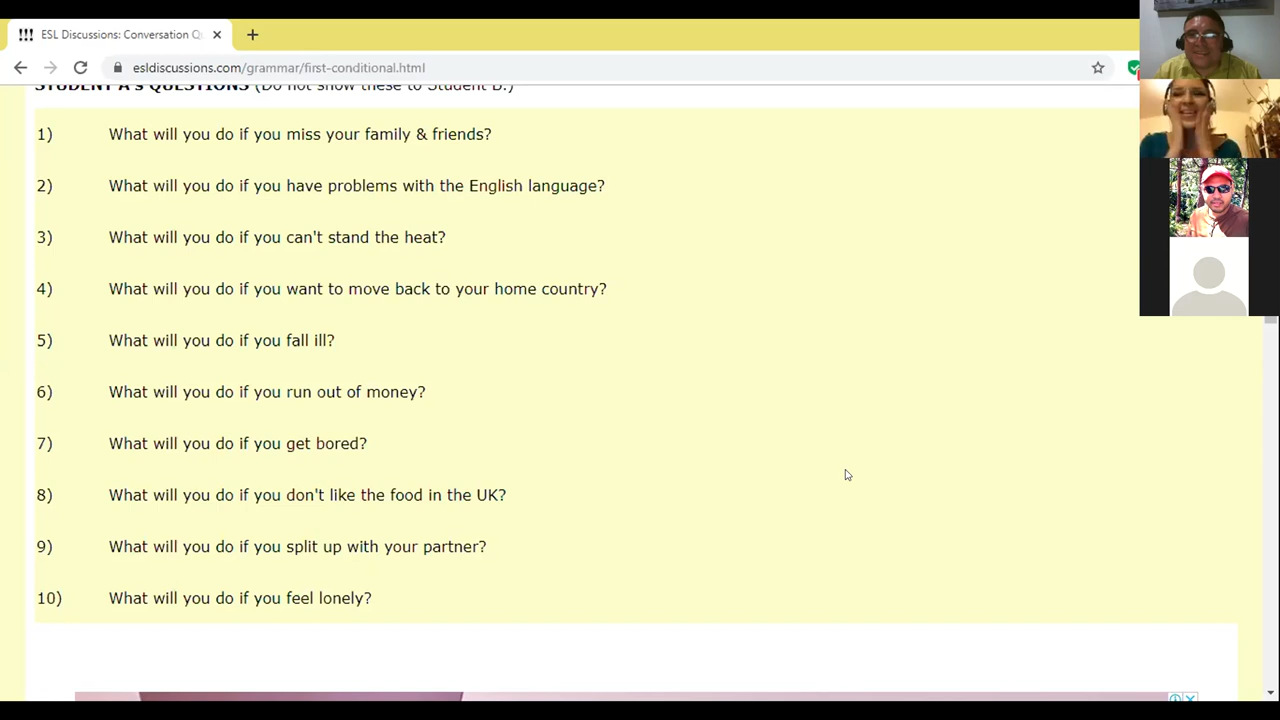 ESL Discussions: Conversation Q
esldiscussions.com/grammar/first-conditional.html
STUDENT A's QUESTIONS (Do not show these to Student B.)
1) What will you do if you miss your family & friends?
2) What will you do if you have problems with the English language?
3) What will you do if you can't stand the heat?
4) What will you do if you want to move back to your home country?
5) What will you do if you fall ill?
6) What will you do if you run out of money?
7) What will you do if you get bored?
8) What will you do if you don't like the food in the UK?
9) What will you do if you split up with your partner?
10) What will you do if you feel lonely?